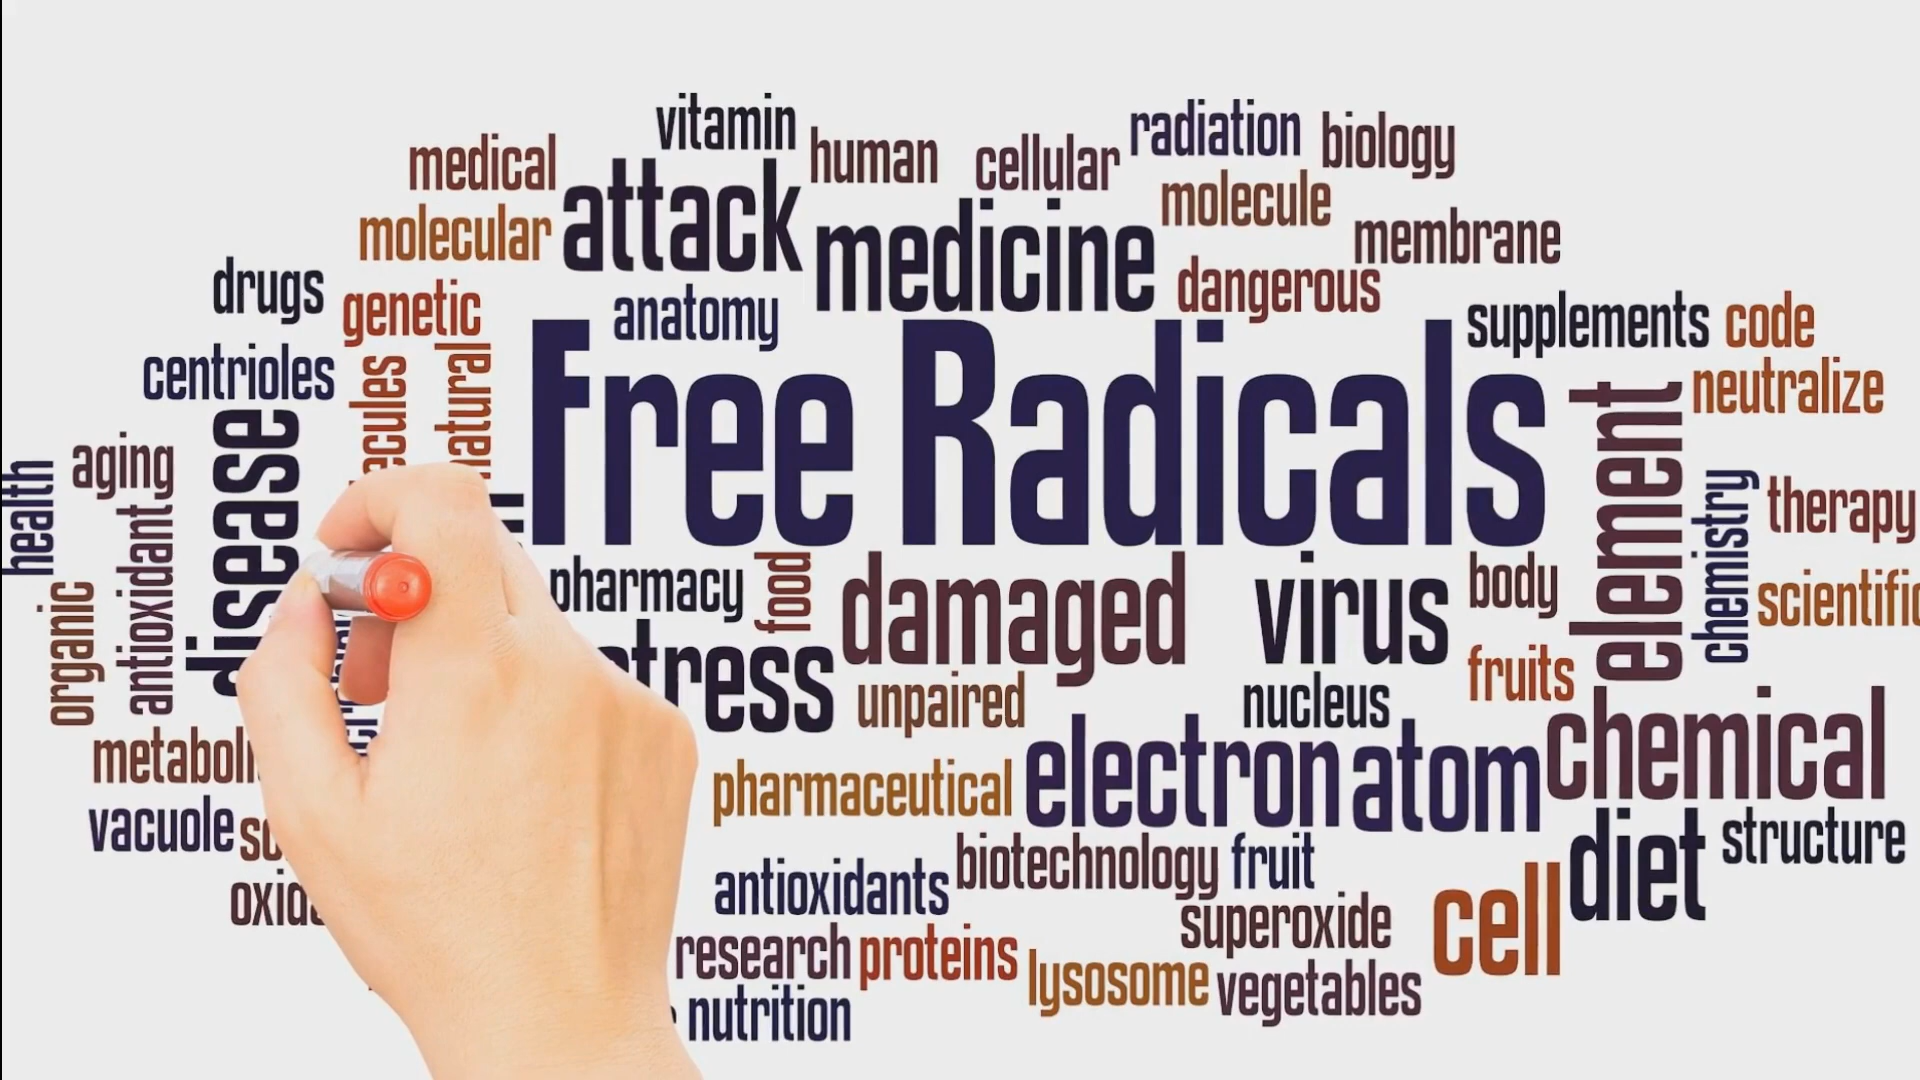 vitamin
radiation
medical
human
cellular
biology
attack
molecule
molecular
medicine
membrane
drugs
genetic
anatomy
dangerous
supplements
code
centrioles
natural
Free Radicals
neutralize
disease
element
aging
health
antioxidant
organic
chemistry
therapy
pharmacy
food
damaged
virus
body
scientific
fruits
unpaired
nucleus
chemical
electron
atom
pharmaceutical
vacuole
diet
structure
biotechnology
fruit
antioxidants
cell
superoxide
research
proteins
lysosome
vegetables
nutrition